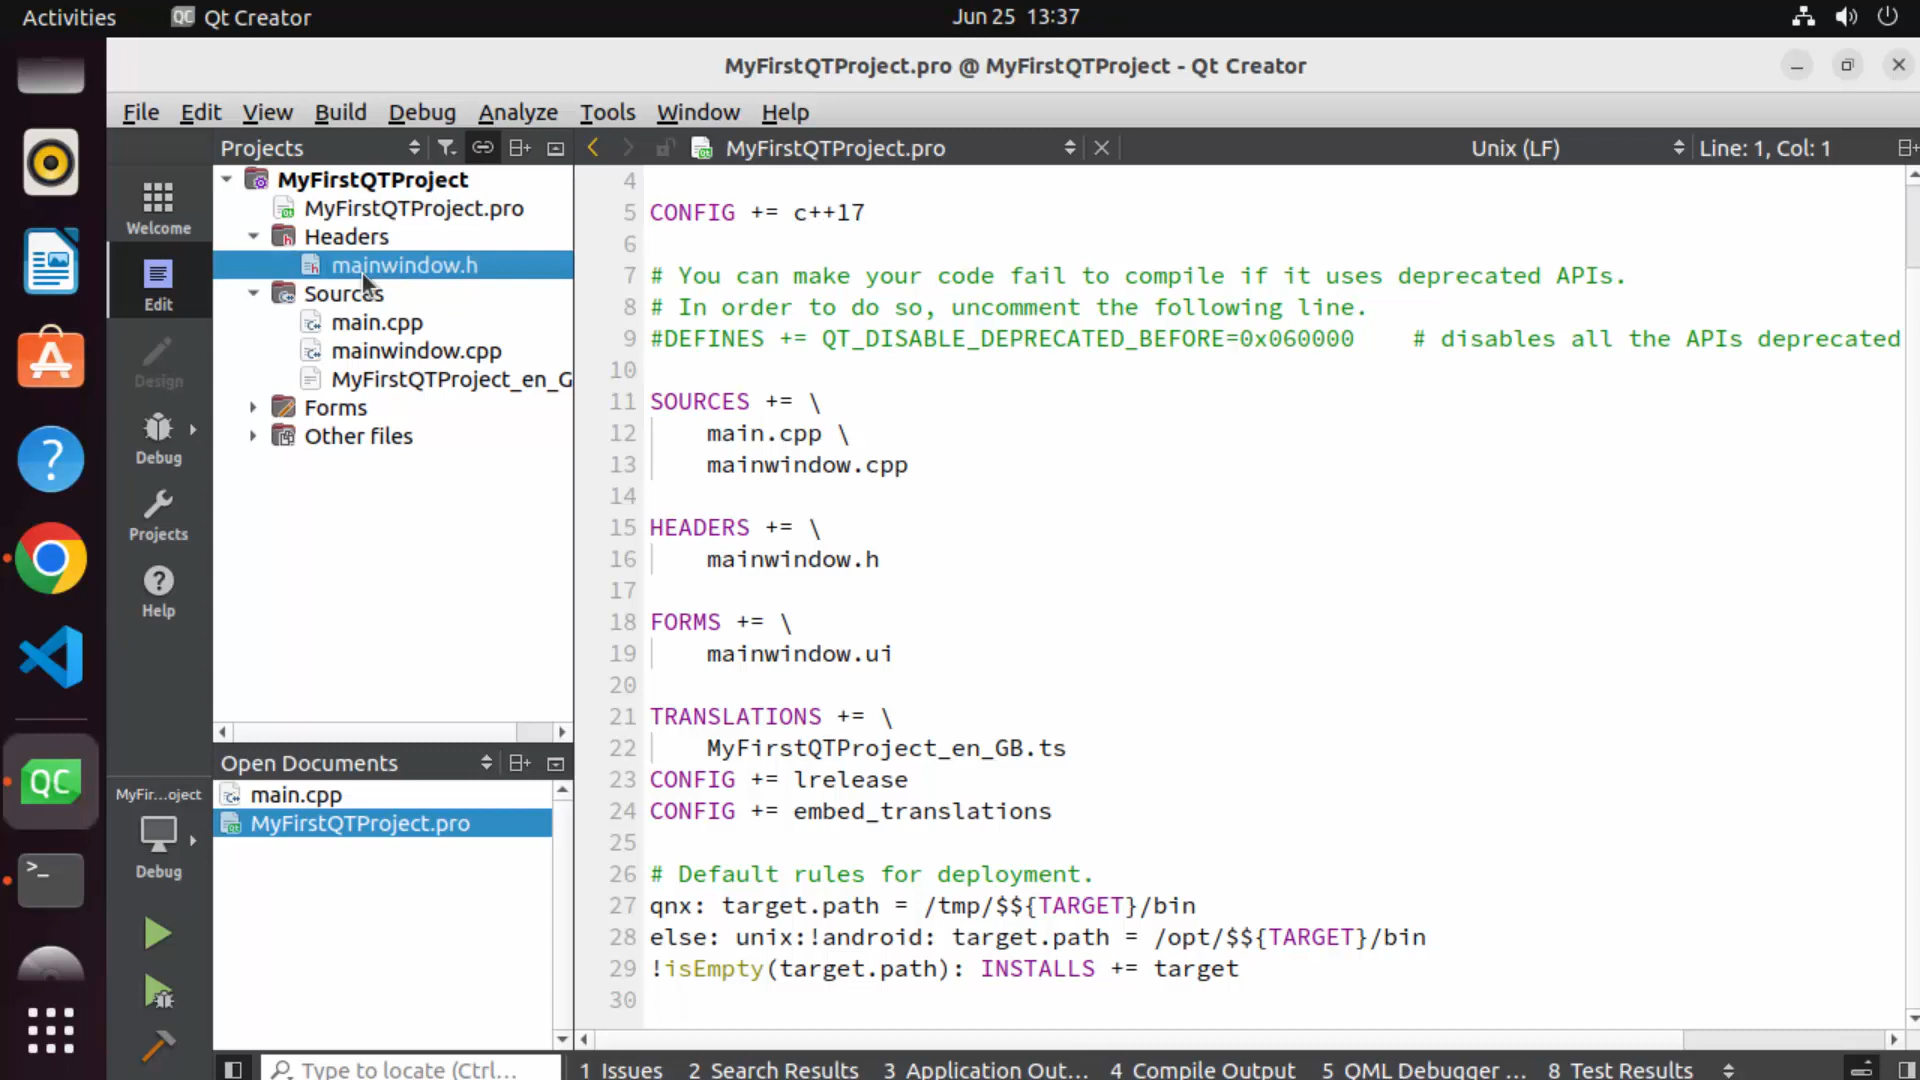 Activities
Qt Creator
Jun 25 13:37
MyFirstQTProject.pro @ MyFirstQTProject - Qt Creator
File Edit View Build Debug Analyze Tools Window Help
Projects
MyFirstQTProject.pro
Unix (LF)
Line: 1, Col: 1
Welcome
Edit
Design
Debug
Projects
Help
MyFirstQTProject
MyFirstQTProject.pro
Headers
mainwindow.h
Sources
main.cpp
mainwindow.cpp
MyFirstQTProject_en_G
Forms
Other files
4
5 CONFIG += c++17
6
7 # You can make your code fail to compile if it uses deprecated APIs.
8 # In order to do so, uncomment the following line.
9 #DEFINES += QT_DISABLE_DEPRECATED_BEFORE=0x060000    # disables all the APIs deprecated
10
11 SOURCES += \
12 main.cpp \
13 mainwindow.cpp
14
15 HEADERS += \
16 mainwindow.h
17
18 FORMS += \
19 mainwindow.ui
20
21 TRANSLATIONS += \
22 MyFirstQTProject_en_GB.ts
23 CONFIG += lrelease
24 CONFIG += embed_translations
25
26 # Default rules for deployment.
27 qnx: target.path = /tmp/$${TARGET}/bin
28 else: unix:!android: target.path = /opt/$${TARGET}/bin
29 !isEmpty(target.path): INSTALLS += target
30
Open Documents
main.cpp
MyFirstQTProject.pro
QC
MyFir...oject
Debug
Type to locate (Ctrl...
1 Issues
2 Search Results
3 Application Out...
4 Compile Output
5 QML Debugger ...
8 Test Results